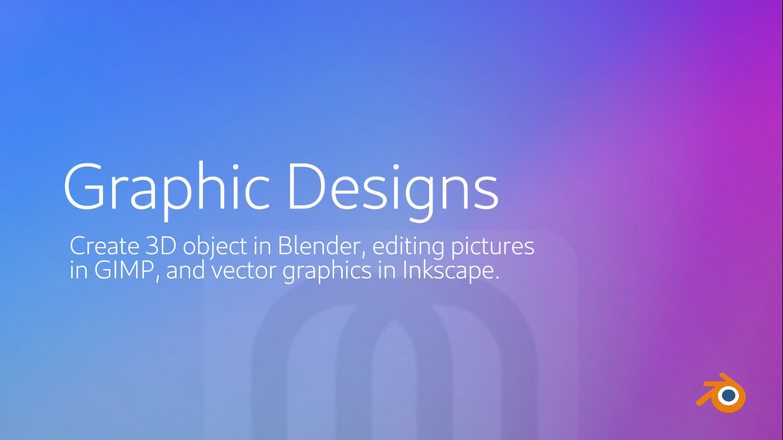 Graphic Designs
Create 3D object in Blender, editing pictures
in GIMP, and vector graphics in Inkscape.